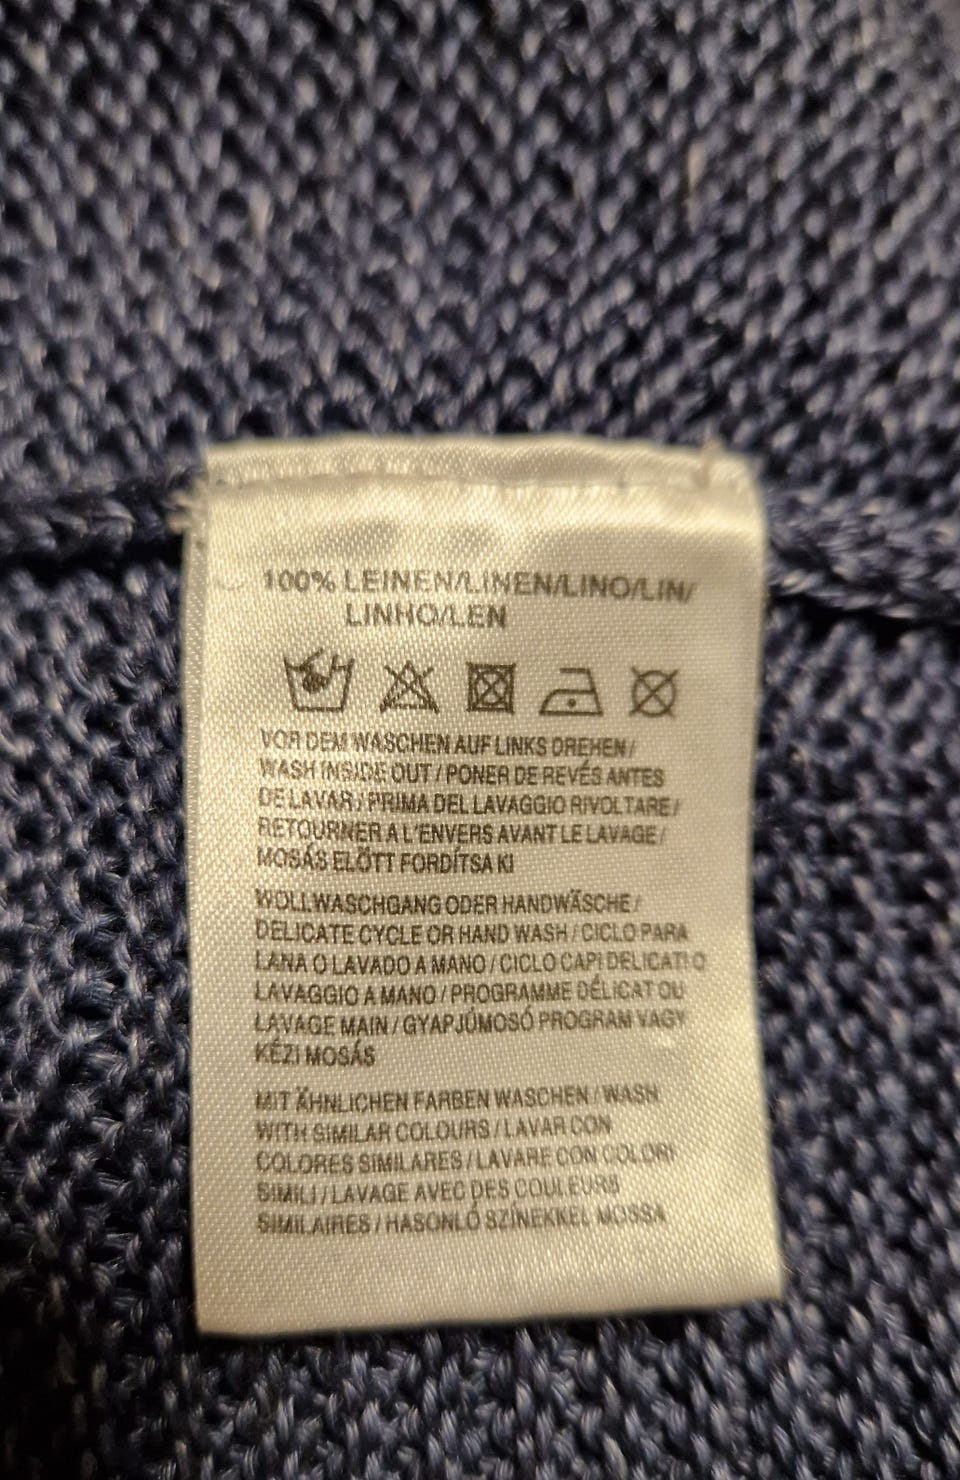 100% LEINEN/LINEN/LINO/LIN/
LINHO/LEN
VOR DEM WASCHEN AUF LINKS DREHEN /
WASH INSIDE OUT / PONER DE REVÉS ANTES
DE LAVAR / PRIMA DEL LAVAGGIO RIVOLTARE /
RETOURNER A L'ENVERS AVANT LE LAVAGE /
MOSÁS ELŐTT FORDÍTSA KI
WOLLWASCHGANG ODER HANDWÄSCHE /
DELICATE CYCLE OR HAND WASH / CICLO PARA
LANA O LAVADO A MANO / CICLO CAPI DELICATI O
LAVAGGIO A MANO / PROGRAMME DÉLICAT OU
LAVAGE MAIN / GYAPJÚMOSÓ PROGRAM VAGY
KÉZI MOSÁS
MIT ÄHNLICHEN FARBEN WASCHEN / WASH
WITH SIMILAR COLOURS / LAVAR CON
COLORES SIMILARES / LAVARE CON COLORI
SIMILI / LAVAGE AVEC DES COULEURS
SIMILAIRES / HASONLÓ SZÍNEKKEL MOSSA